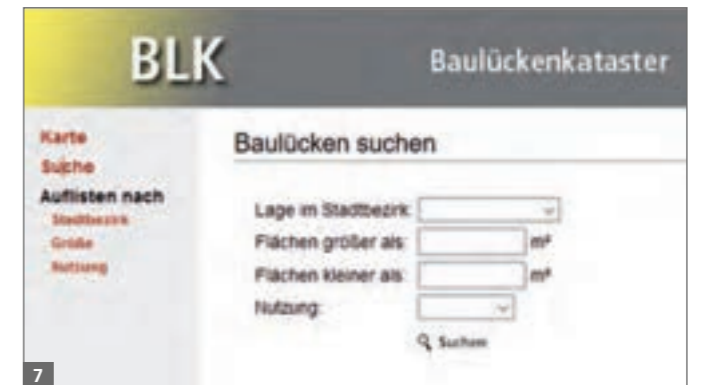 BLK
Baulückenkataster
Karte
Suche
Auflisten nach
Stadtbezirk
Größe
Nutzung
Baulücken suchen
Lage im Stadtbezirk:
Flächen größer als: m²
Flächen kleiner als: m²
Nutzung:
Suchen
7